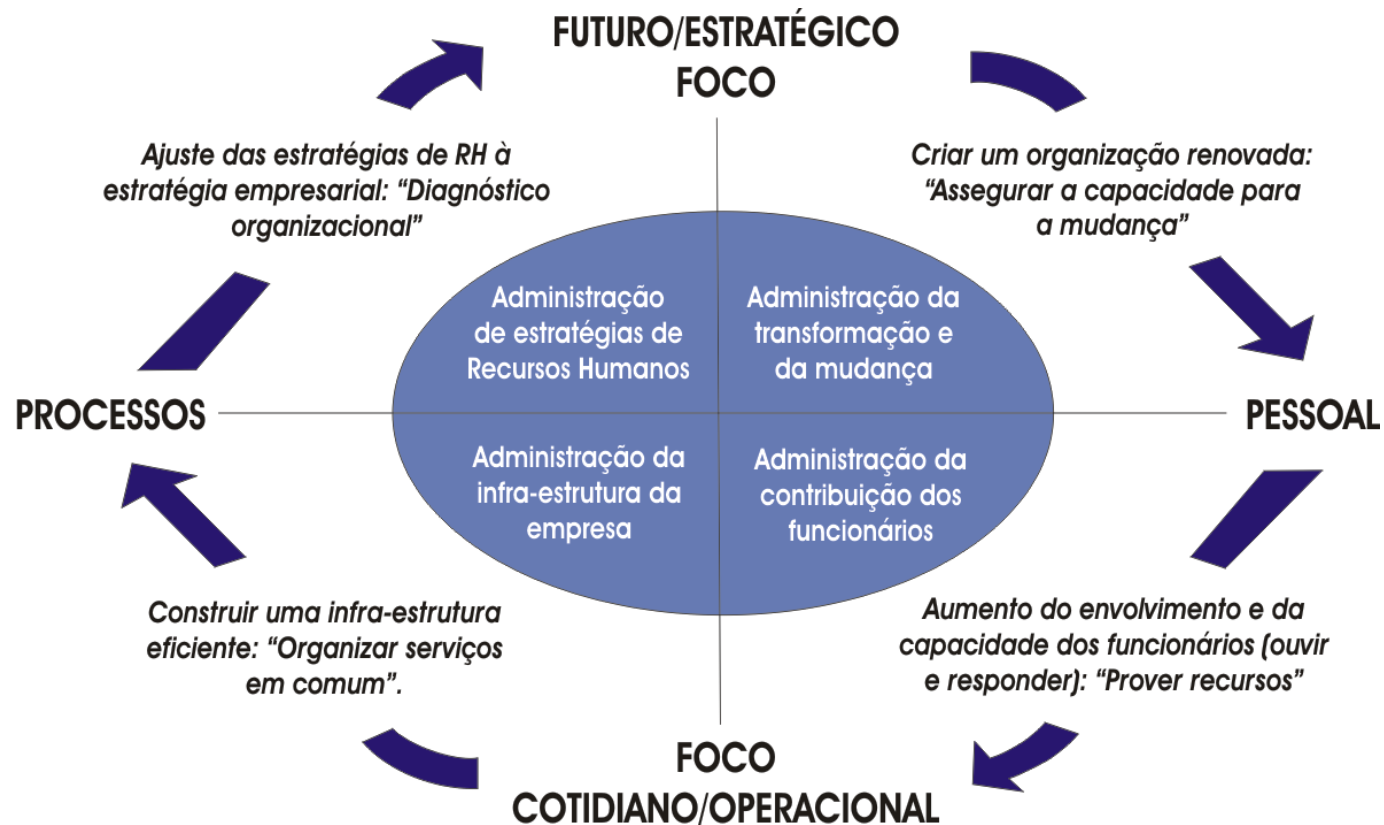 FUTURO/ESTRATÉGICO
FOCO
Ajuste das estratégias de RH à
estratégia empresarial: “Diagnóstico
organizacional”
Criar um organização renovada:
“Assegurar a capacidade para
a mudança”
Administração
de estratégias de
Recursos Humanos
Administração da
transformação e
da mudança
PROCESSOS
PESSOAL
Administração da
infra-estrutura da
empresa
Administração da
contribuição dos
funcionários
Construir uma infra-estrutura
eficiente: “Organizar serviços
em comum”.
Aumento do envolvimento e da
capacidade dos funcionários (ouvir
e responder): “Prover recursos”
FOCO
COTIDIANO/OPERACIONAL